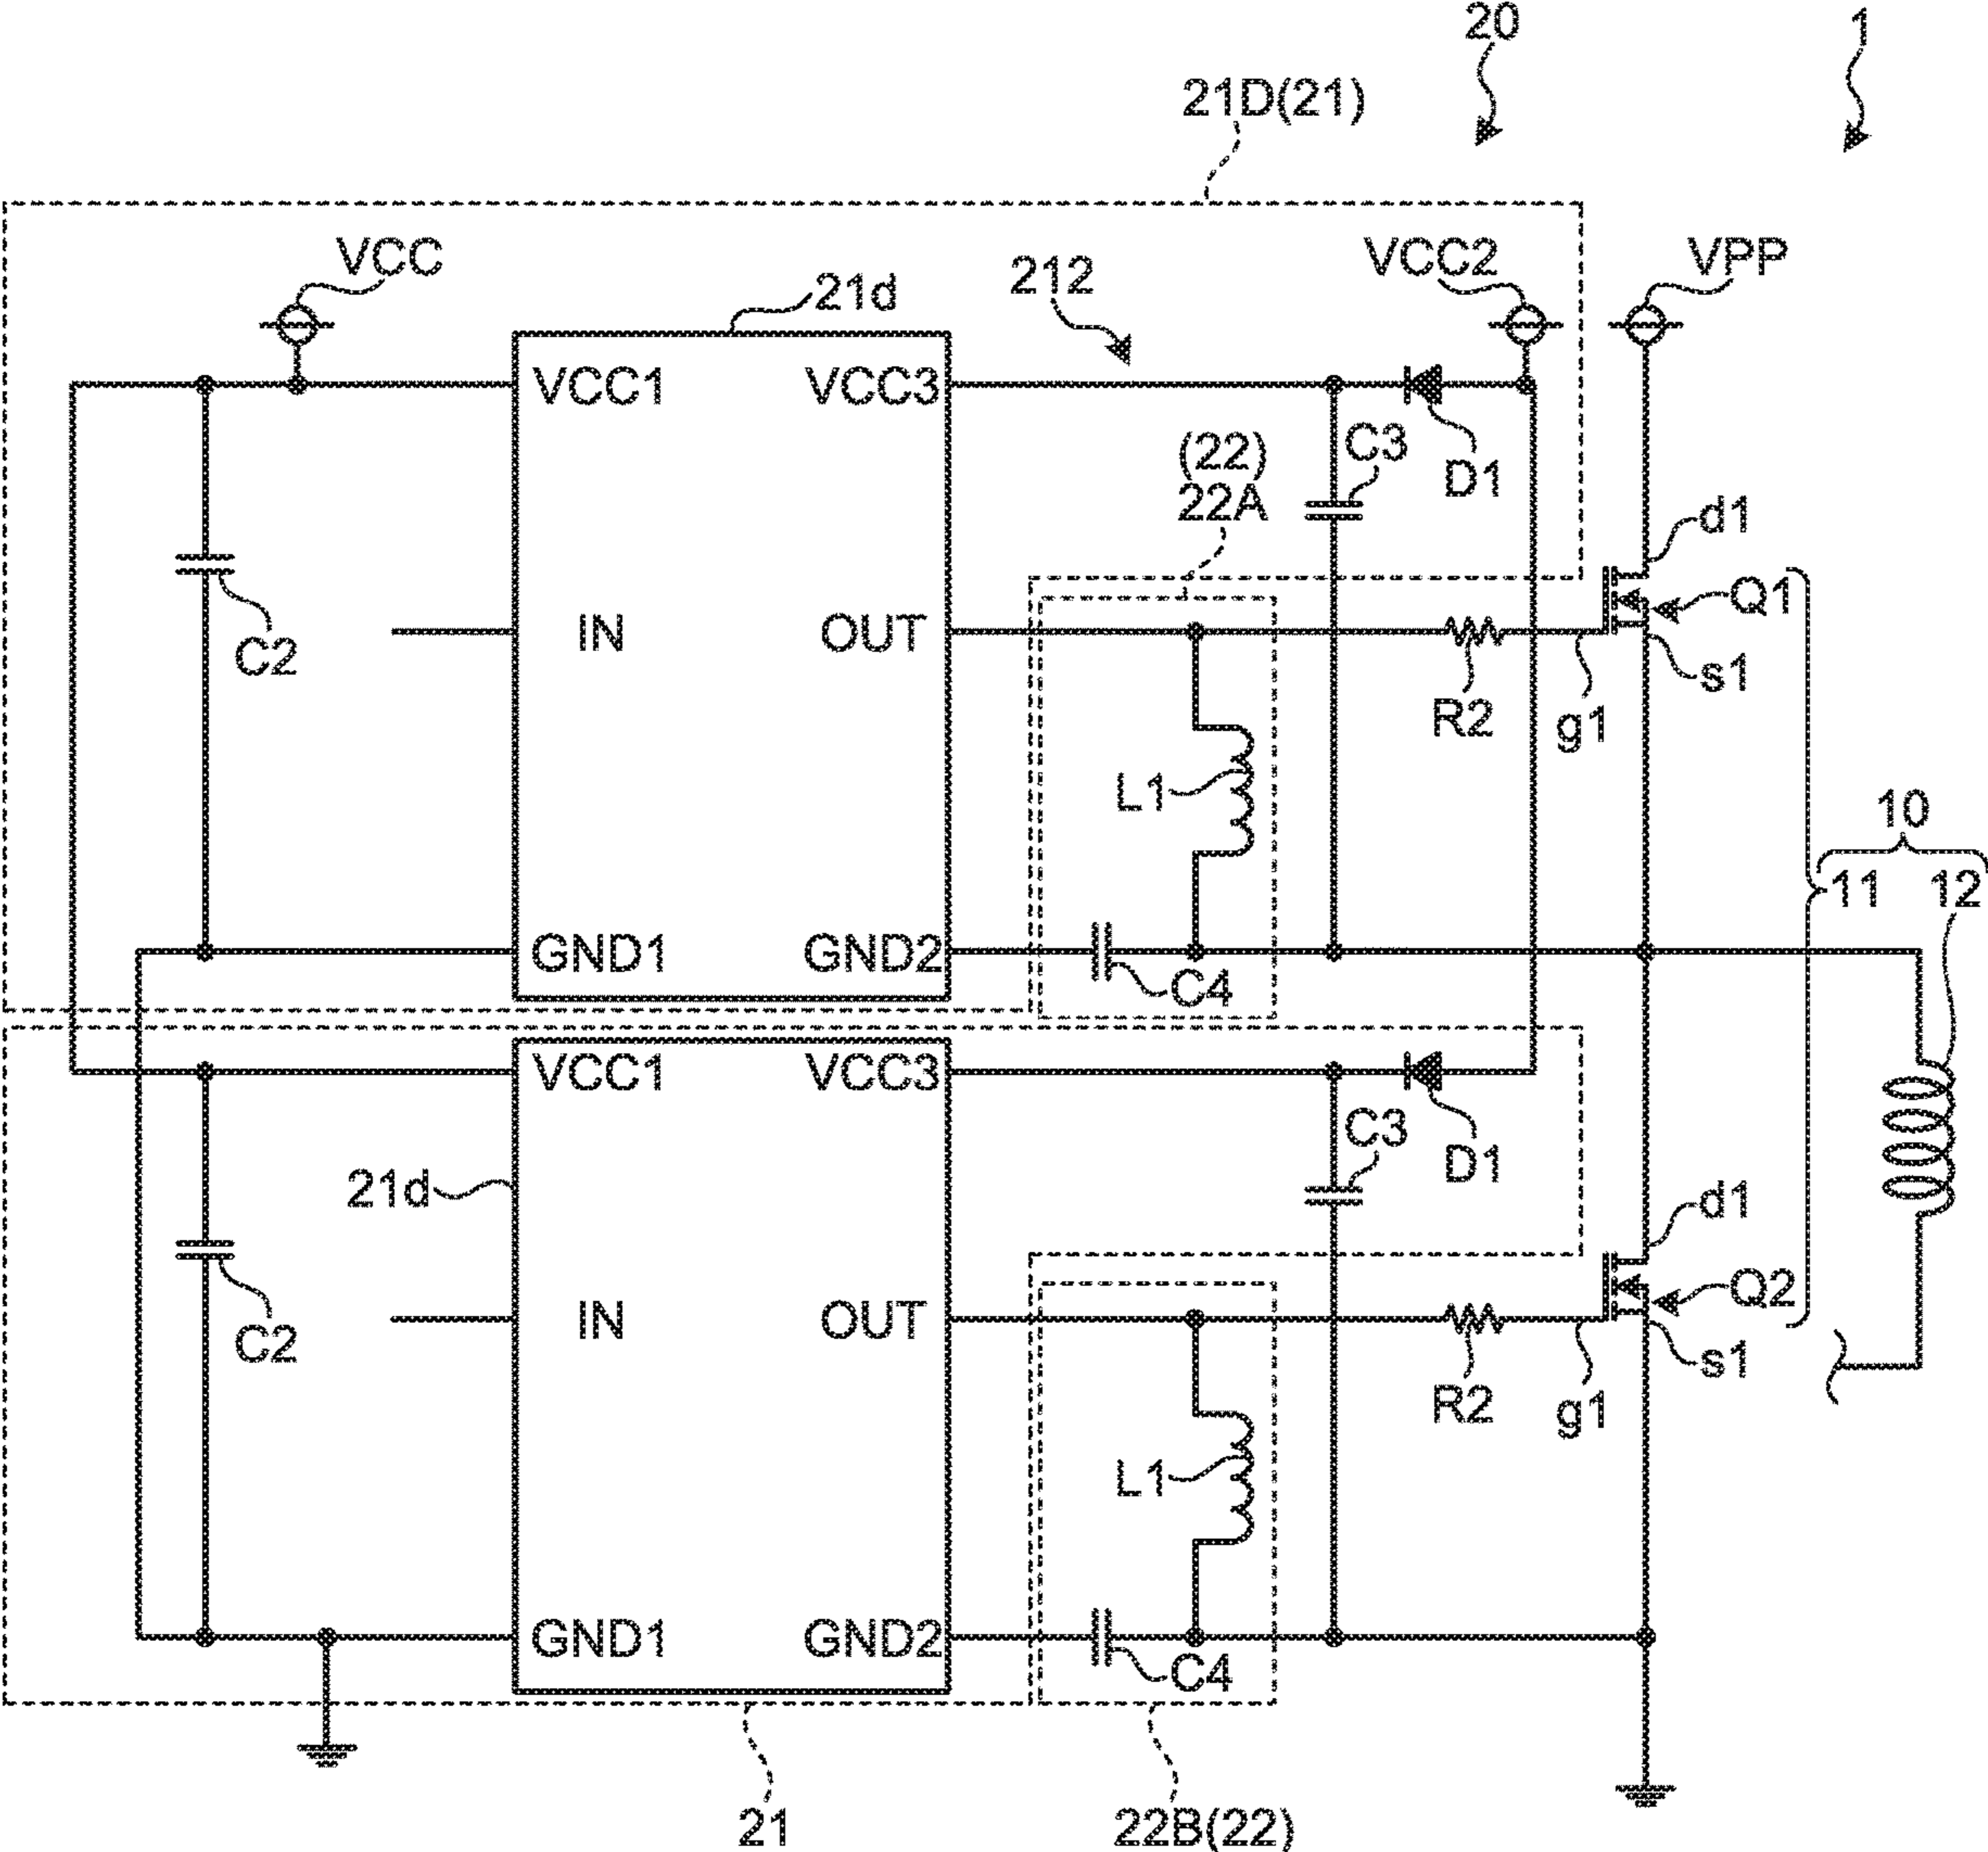 20
1
21D(21)
VCC
21d
212
VCC2
VPP
VCC1
VCC3
(22)
22A
C3
D1
d1
Q1
C2
IN
OUT
s1
R2
g1
L1
10
11
12
GND1
GND2
C4
VCC1
VCC3
C3
D1
21d
d1
Q2
C2
IN
OUT
s1
R2
g1
L1
GND1
GND2
C4
21
22B(22)